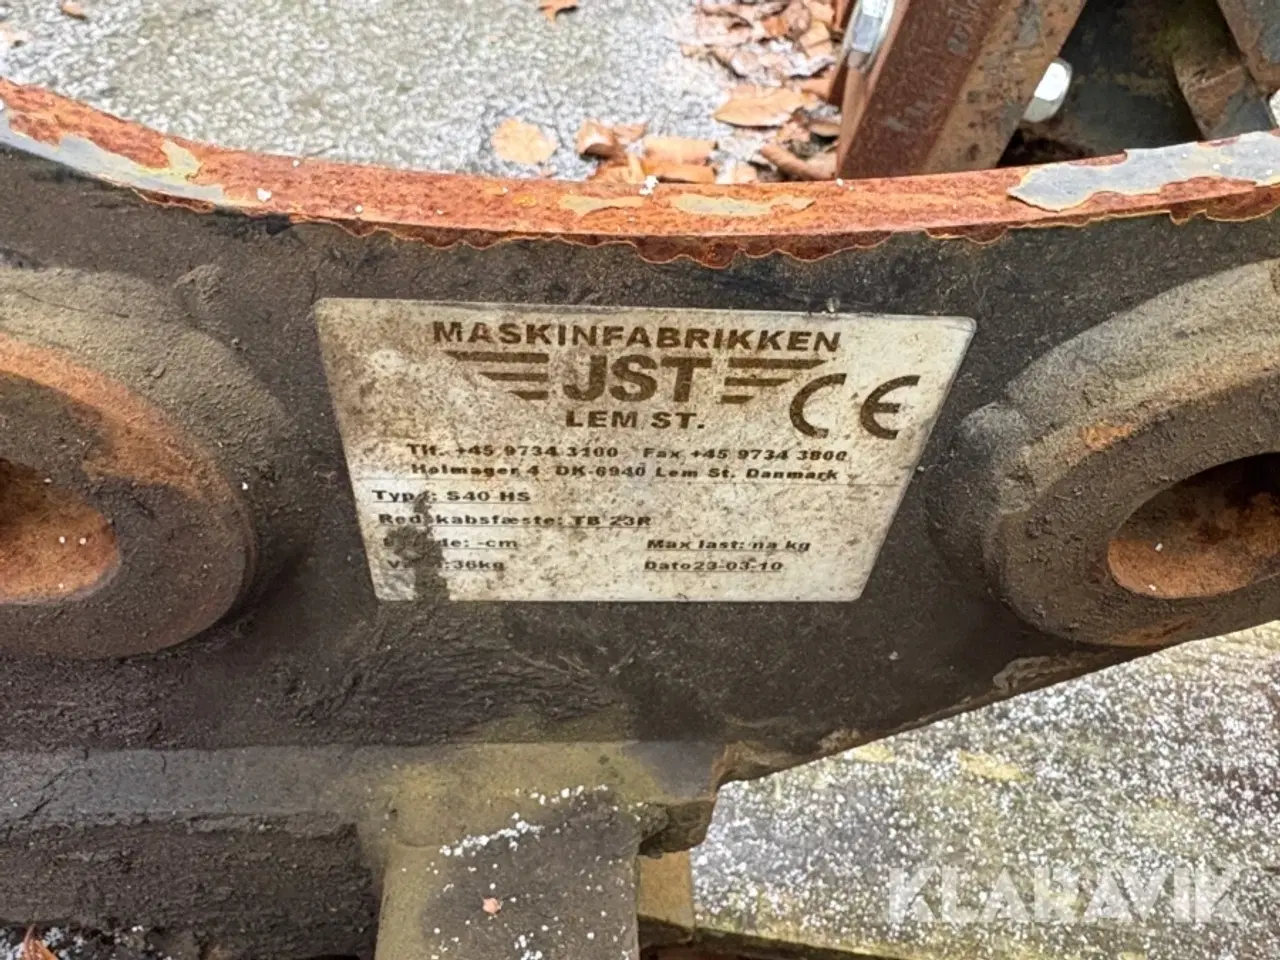 MASKINFABRIKKEN
JST
LEM ST.
CE
Tlf. +45 9734 3100 Fax +45 9734 3800
Holmager 4 DK-6940 Lem St. Danmark
S40 HS
TB 23R
-cm Max last: na kg
36kg Dato23-03-10
KLARAVIK